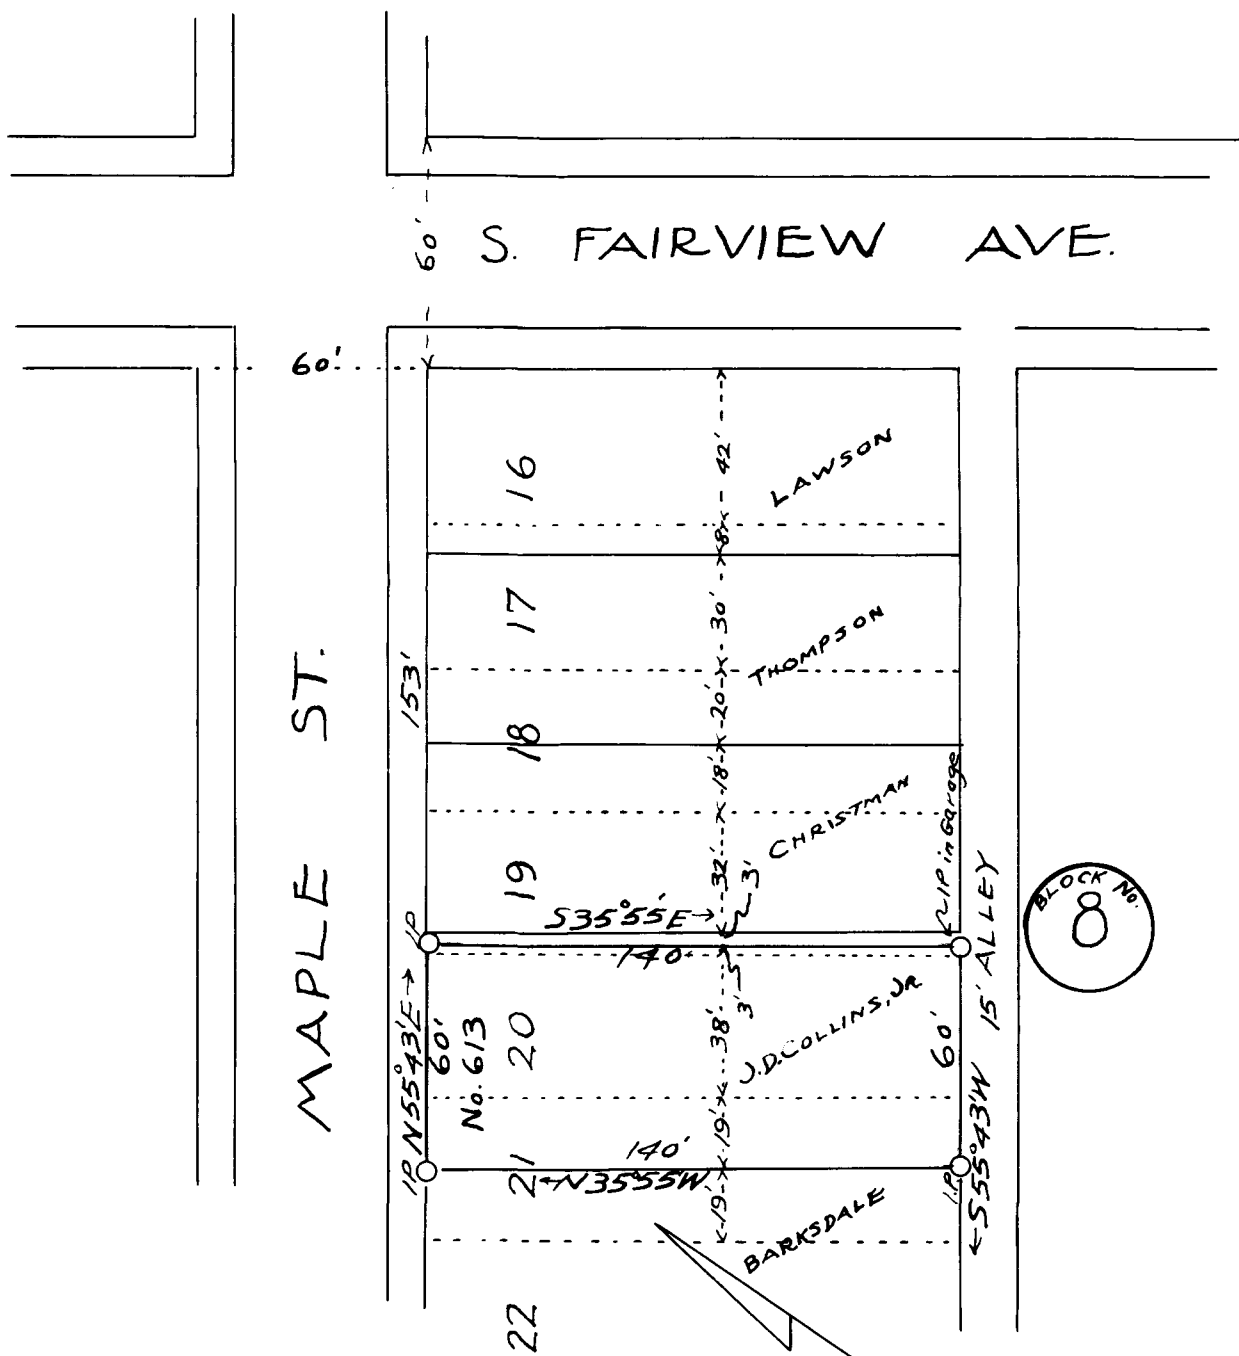 S. FAIRVIEW AVE.
60'
60'
MAPLE ST.
153'
16
42'
LAWSON
8'
17
30'
THOMPSON
20'
18
18'
CHRISTMAN
IP in Garage
19
32'
3'
S35°55'E→
IP
140'
3'
15' ALLEY
BLOCK No.
8
N55°43'E→
60'
No. 613
20
38'
J.D. COLLINS, JR
60'
←S55°43'W
19'
140'
21
←N35°55'W
IP
I.P.
19'
BARKSDALE
22